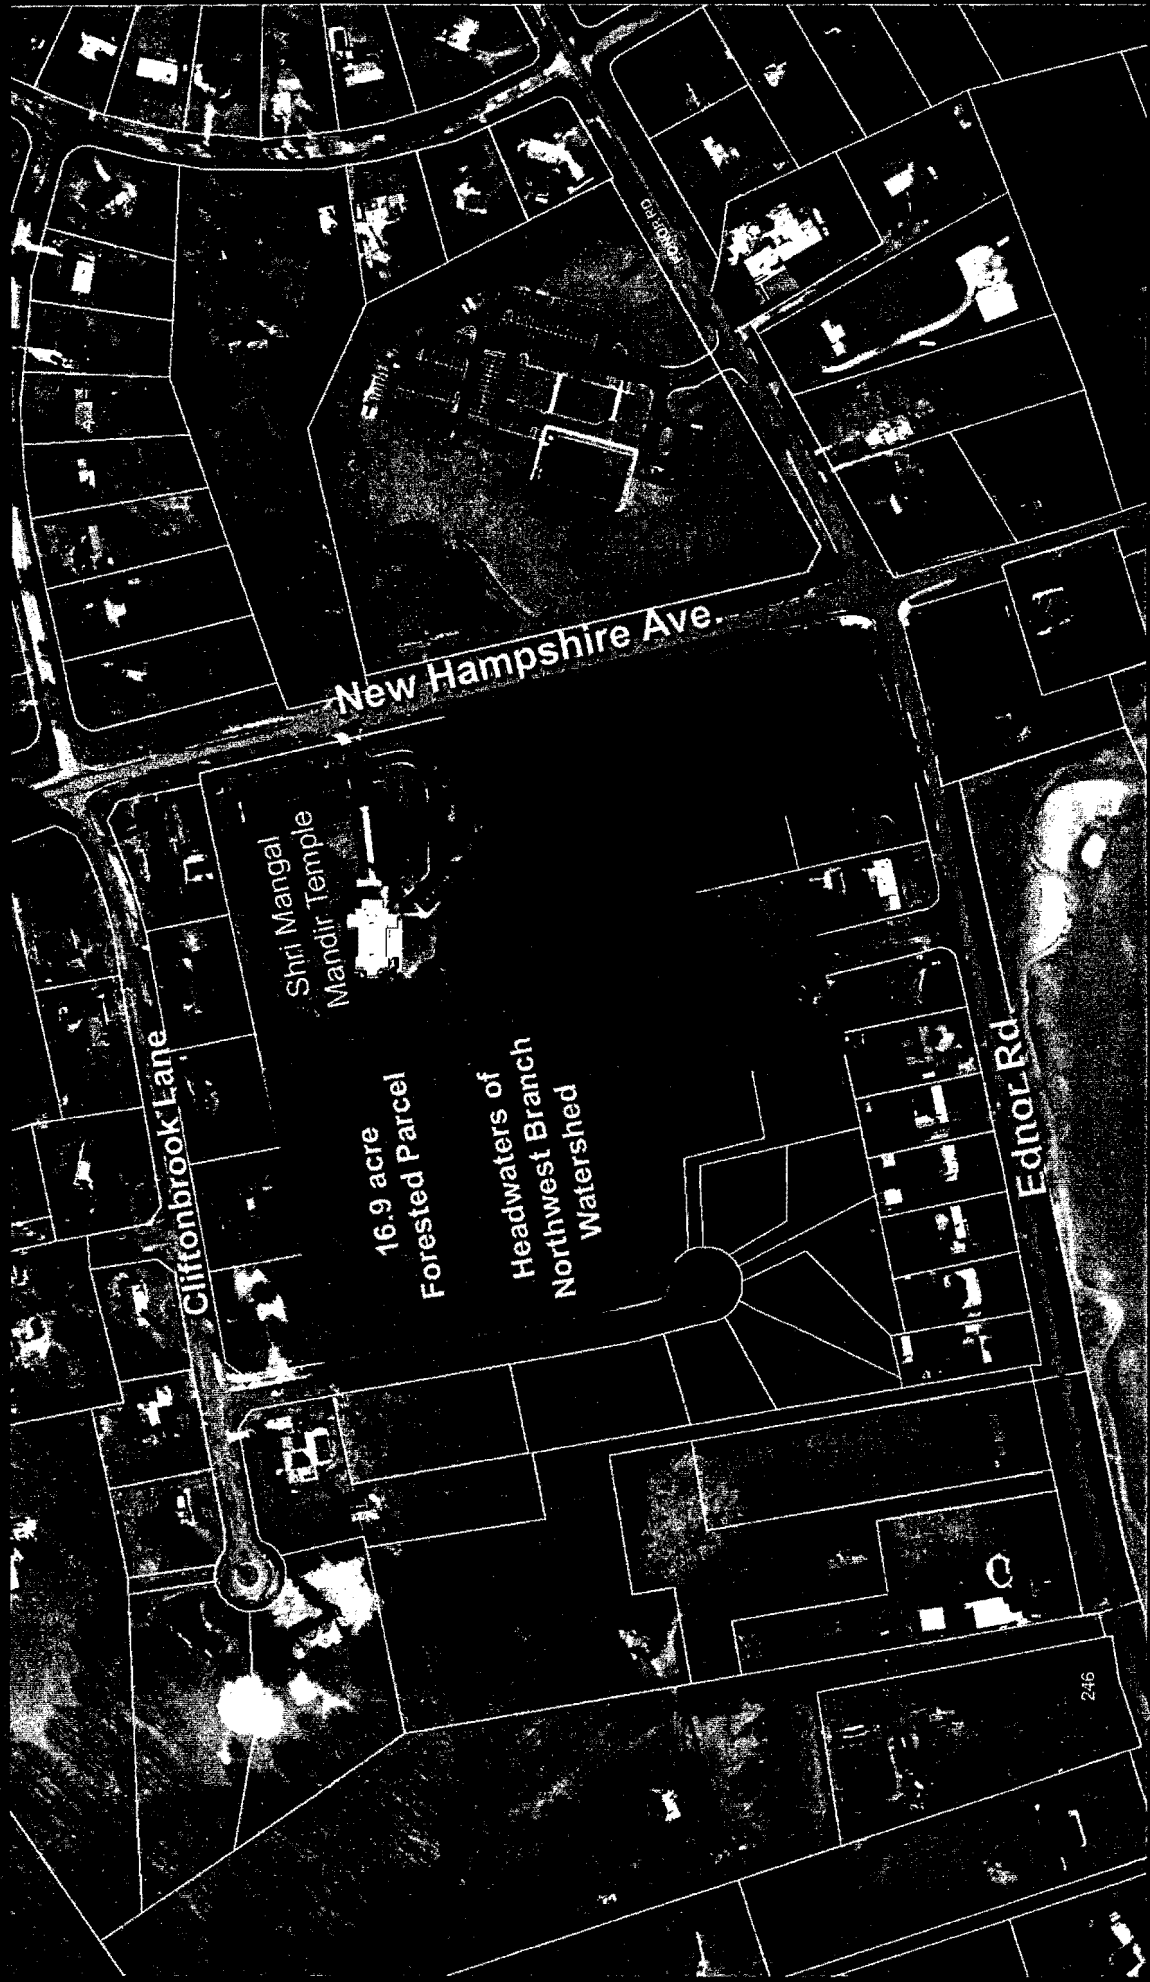 New Hampshire Ave.
Shri Mangal
Mandir Temple
Cliftonbrook Lane
16.9 acre
Forested Parcel
Headwaters of
Northwest Branch
Watershed
Ednor Rd.
246